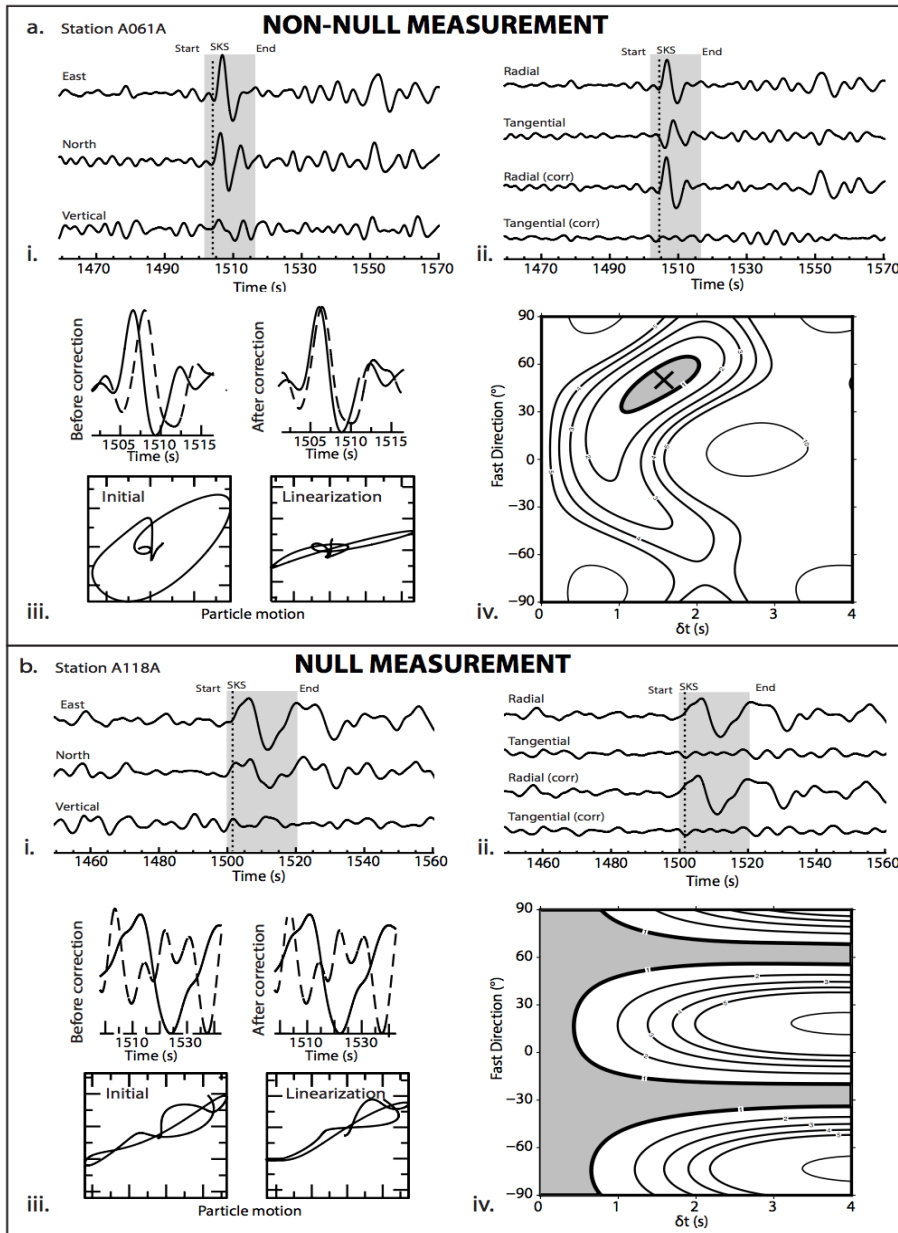 NON-NULL MEASUREMENT
a. Station A061A
Start SKS End
East
North
Vertical
i.
1470 1490 1510 1530 1550 1570
Time (s)
Start SKS End
Radial
Tangential
Radial (corr)
Tangential (corr)
ii.
1470 1490 1510 1530 1550 1570
Time (s)
Before correction
1505 1510 1515
Time (s)
After correction
1505 1510 1515
Time (s)
Initial
Linearization
iii.
Particle motion
Fast Direction (°)
90
60
30
0
−30
−60
−90
0 1 2 3 4
iv.
δt (s)
NULL MEASUREMENT
b. Station A118A
Start SKS End
East
North
Vertical
i.
1460 1480 1500 1520 1540 1560
Time (s)
Start SKS End
Radial
Tangential
Radial (corr)
Tangential (corr)
ii.
1460 1480 1500 1520 1540 1560
Time (s)
Before correction
1510 1530
Time (s)
After correction
1510 1530
Time (s)
Initial
Linearization
iii.
Particle motion
Fast Direction (°)
90
60
30
0
−30
−60
−90
0 1 2 3 4
iv.
δt (s)